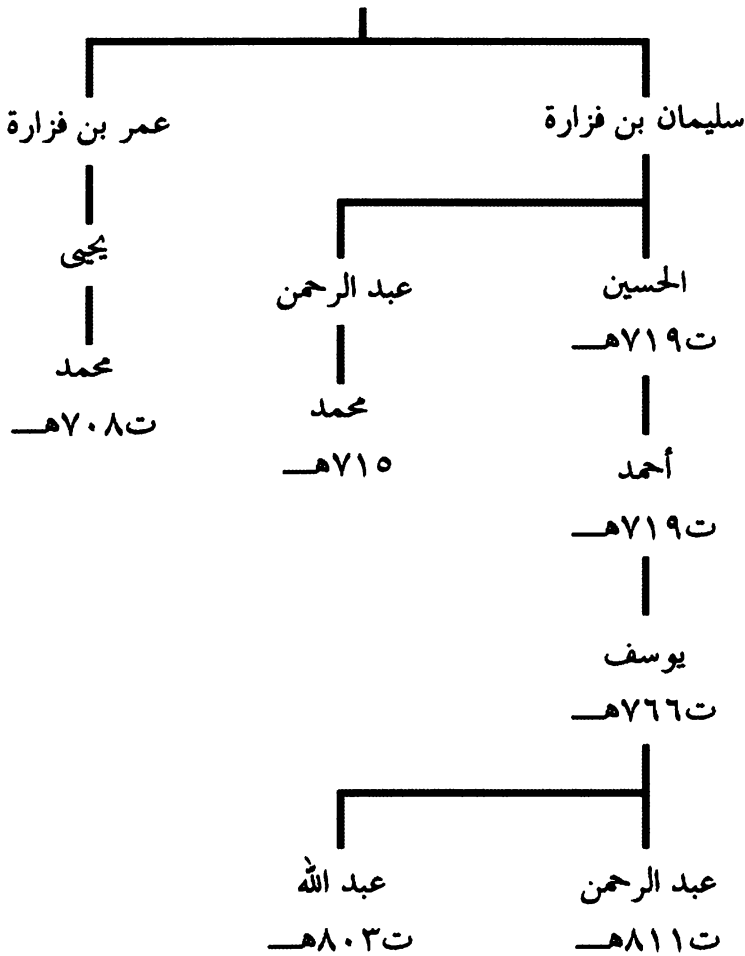 سليمان بن فزارة
عمر بن فزارة
الحسين
ت٧١٩هـ
عبد الرحمن
يحيى
محمد
ت٧٠٨هـ
محمد
٧١٥هـ
أحمد
ت٧١٩هـ
يوسف
ت٧٦٦هـ
عبد الرحمن
ت٨١١هـ
عبد الله
ت٨٠٣هـ